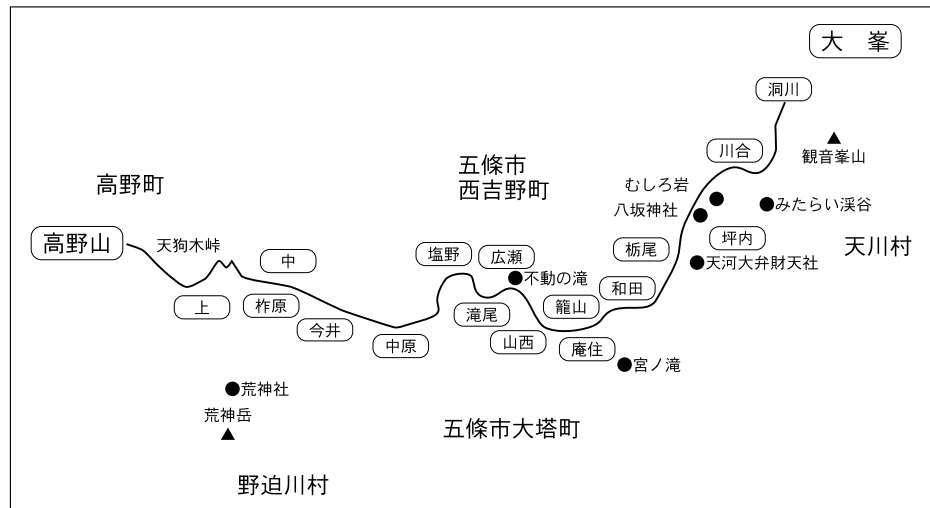 大　峯
洞川
川合
観音峯山
五條市
西吉野町
高野町
むしろ岩
八坂神社
みたらい渓谷
高野山
天狗木峠
中
塩野
広瀬
栃尾
坪内
天川村
不動の滝
天河大弁財天社
上
柞原
今井
中原
滝尾
山西
籠山
和田
庵住
宮ノ滝
荒神社
荒神岳
五條市大塔町
野迫川村